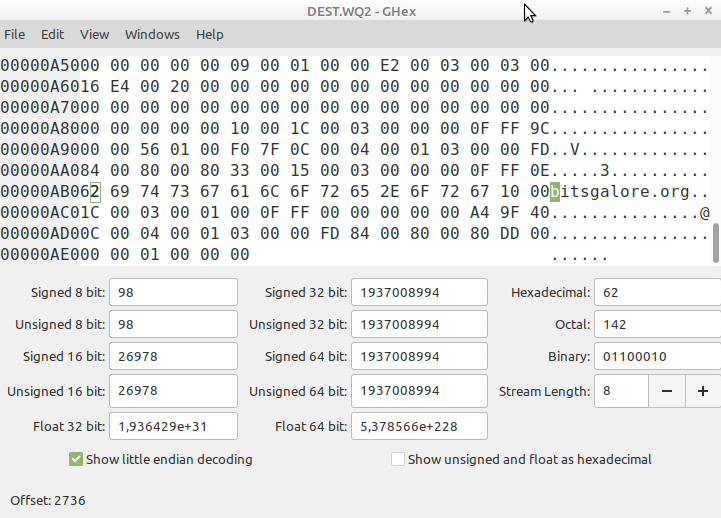 DEST.WQ2 - GHex
File Edit View Windows Help
00000A5000 00 00 00 00 09 00 01 00 00 E2 00 03 00 03 00................
00000A6016 E4 00 20 00 00 00 00 00 00 00 00 00 00 00 00... ............
00000A7000 00 00 00 00 00 00 00 00 00 00 00 00 00 00 00................
00000A8000 00 00 00 00 10 00 1C 00 03 00 00 00 0F FF 9C................
00000A9000 00 56 01 00 F0 7F 0C 00 04 00 01 03 00 00 FD..V.............
00000AA084 00 80 00 80 33 00 15 00 03 00 00 00 0F FF 0E.....3..........
00000AB062 69 74 73 67 61 6C 6F 72 65 2E 6F 72 67 10 00bitsgalore.org..
00000AC01C 00 03 00 01 00 0F FF 00 00 00 00 00 A4 9F 40...............@
00000AD00C 00 04 00 01 03 00 00 FD 84 00 80 00 80 DD 00................
00000AE000 00 01 00 00 00 ......
Signed 8 bit: 98 Signed 32 bit: 1937008994 Hexadecimal: 62
Unsigned 8 bit: 98 Unsigned 32 bit: 1937008994 Octal: 142
Signed 16 bit: 26978 Signed 64 bit: 1937008994 Binary: 01100010
Unsigned 16 bit: 26978 Unsigned 64 bit: 1937008994 Stream Length: 8 − +
Float 32 bit: 1,936429e+31 Float 64 bit: 5,378566e+228
Show little endian decoding Show unsigned and float as hexadecimal
Offset: 2736